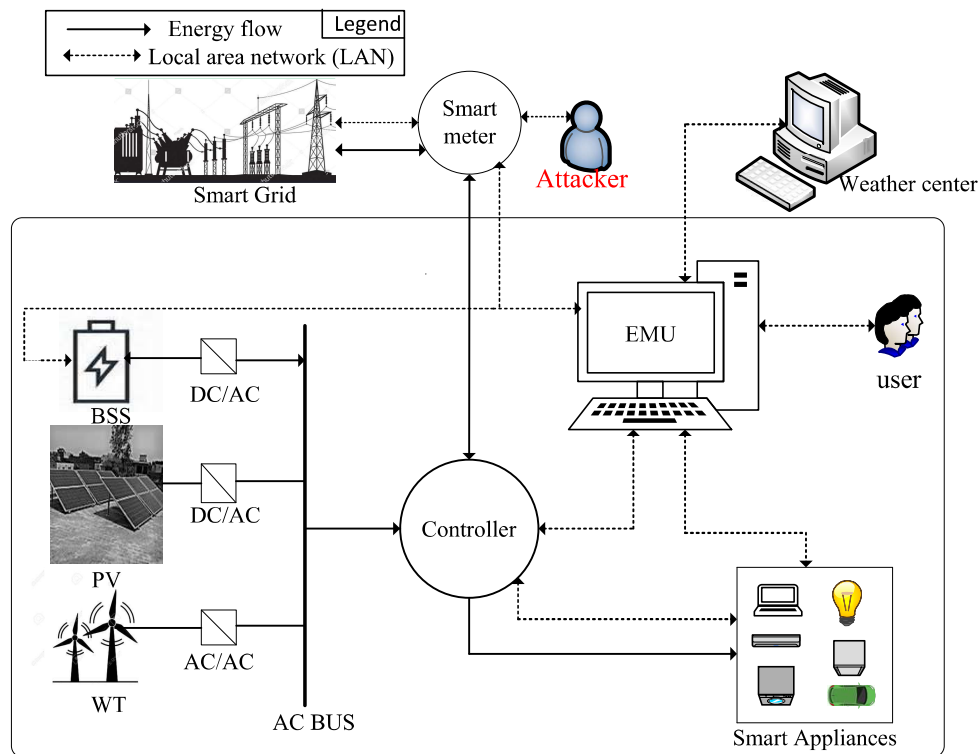 Legend
Energy flow
Local area network (LAN)
Smart
meter
Attacker
Smart Grid
Weather center
EMU
user
BSS
DC/AC
PV
DC/AC
Controller
WT
AC/AC
AC BUS
Smart Appliances